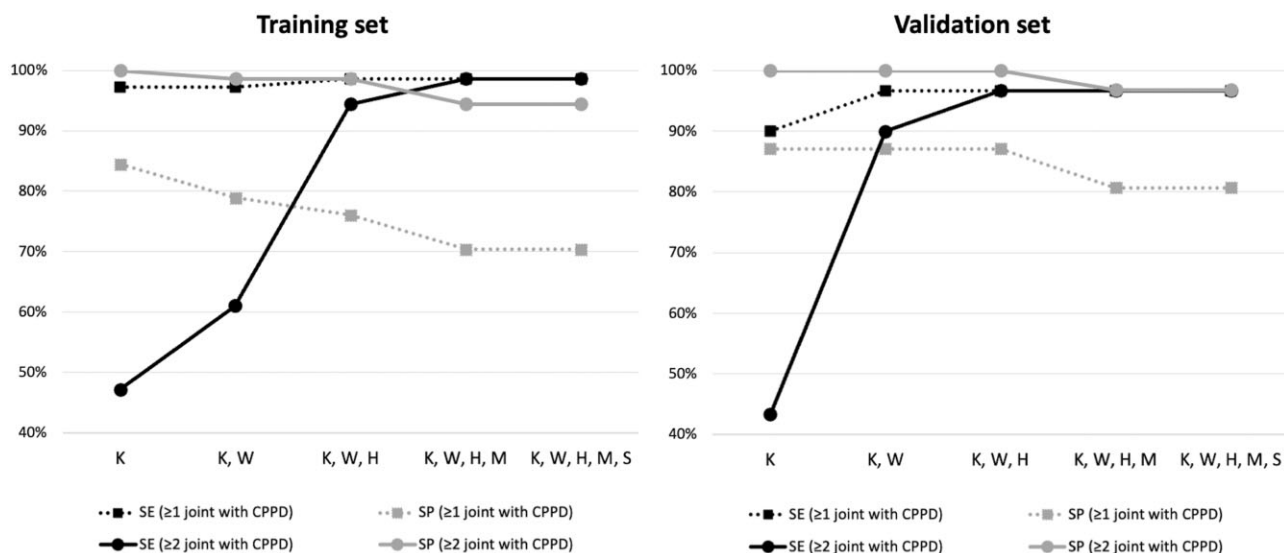 Training set
100%
90%
80%
70%
60%
50%
40%
K
K, W
K, W, H
K, W, H, M
K, W, H, M, S
SE (≥1 joint with CPPD)
SP (≥1 joint with CPPD)
SE (≥2 joint with CPPD)
SP (≥2 joint with CPPD)
Validation set
100%
90%
80%
70%
60%
50%
40%
K
K, W
K, W, H
K, W, H, M
K, W, H, M, S
SE (≥1 joint with CPPD)
SP (≥1 joint with CPPD)
SE (≥2 joint with CPPD)
SP (≥2 joint with CPPD)